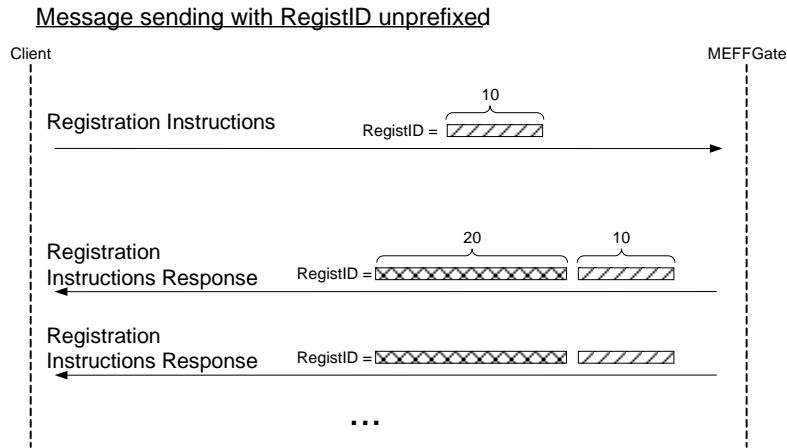 Message sending with RegistID unprefixed
Client
MEFFGate
10
Registration Instructions
RegistID =
20
10
Registration
Instructions Response
RegistID =
Registration
Instructions Response
RegistID =
...